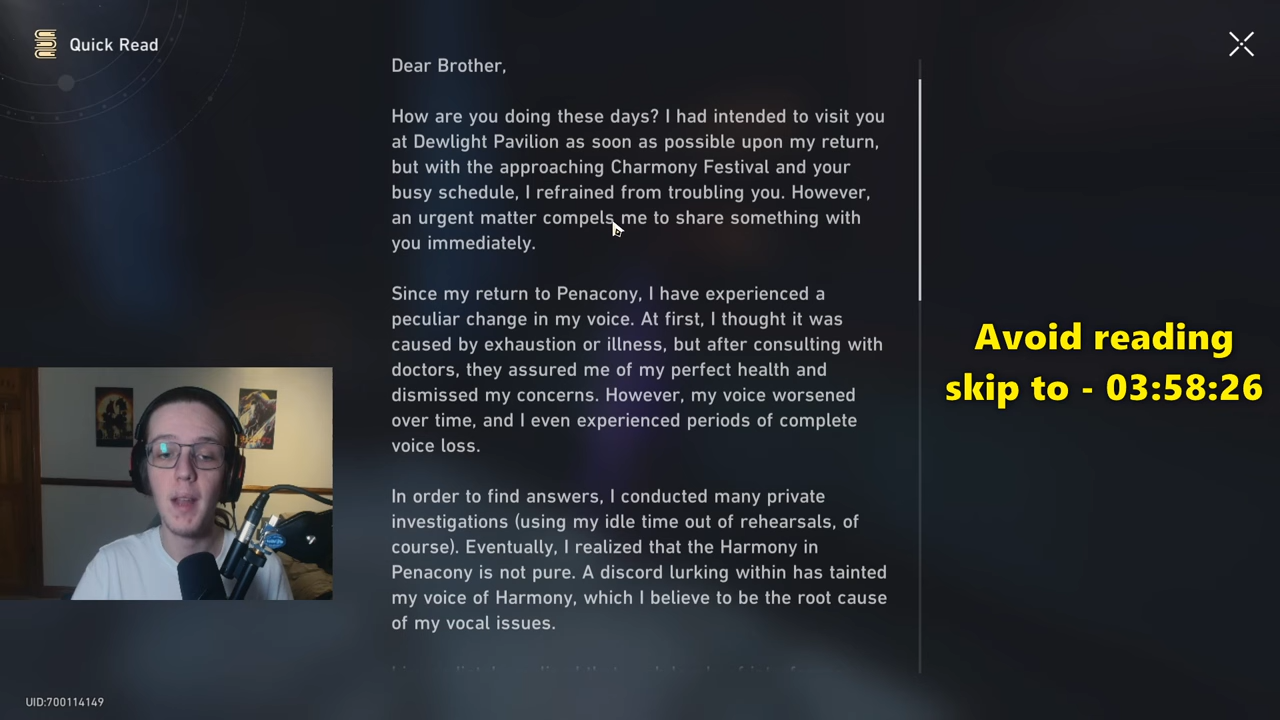 Quick Read
Dear Brother,
How are you doing these days? I had intended to visit you
at Dewlight Pavilion as soon as possible upon my return,
but with the approaching Charmony Festival and your
busy schedule, I refrained from troubling you. However,
an urgent matter compels me to share something with
you immediately.
Since my return to Penacony, I have experienced a
peculiar change in my voice. At first, I thought it was
caused by exhaustion or illness, but after consulting with
doctors, they assured me of my perfect health and
dismissed my concerns. However, my voice worsened
over time, and I even experienced periods of complete
voice loss.
In order to find answers, I conducted many private
investigations (using my idle time out of rehearsals, of
course). Eventually, I realized that the Harmony in
Penacony is not pure. A discord lurking within has tainted
my voice of Harmony, which I believe to be the root cause
of my vocal issues.
Avoid reading
skip to - 03:58:26
UID:700114149